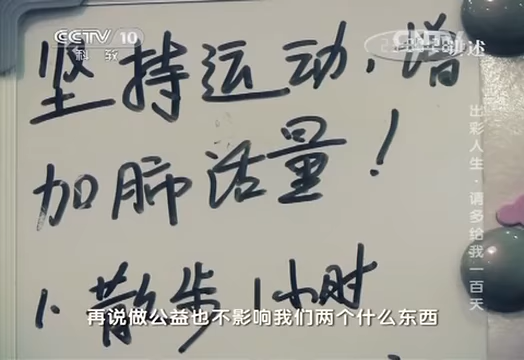 CCTV 10
科教
讲述
坚持运动，增
加肺活量！
1. 散步 1小时
出彩人生·请多给我一百天
再说做公益也不影响我们两个什么东西